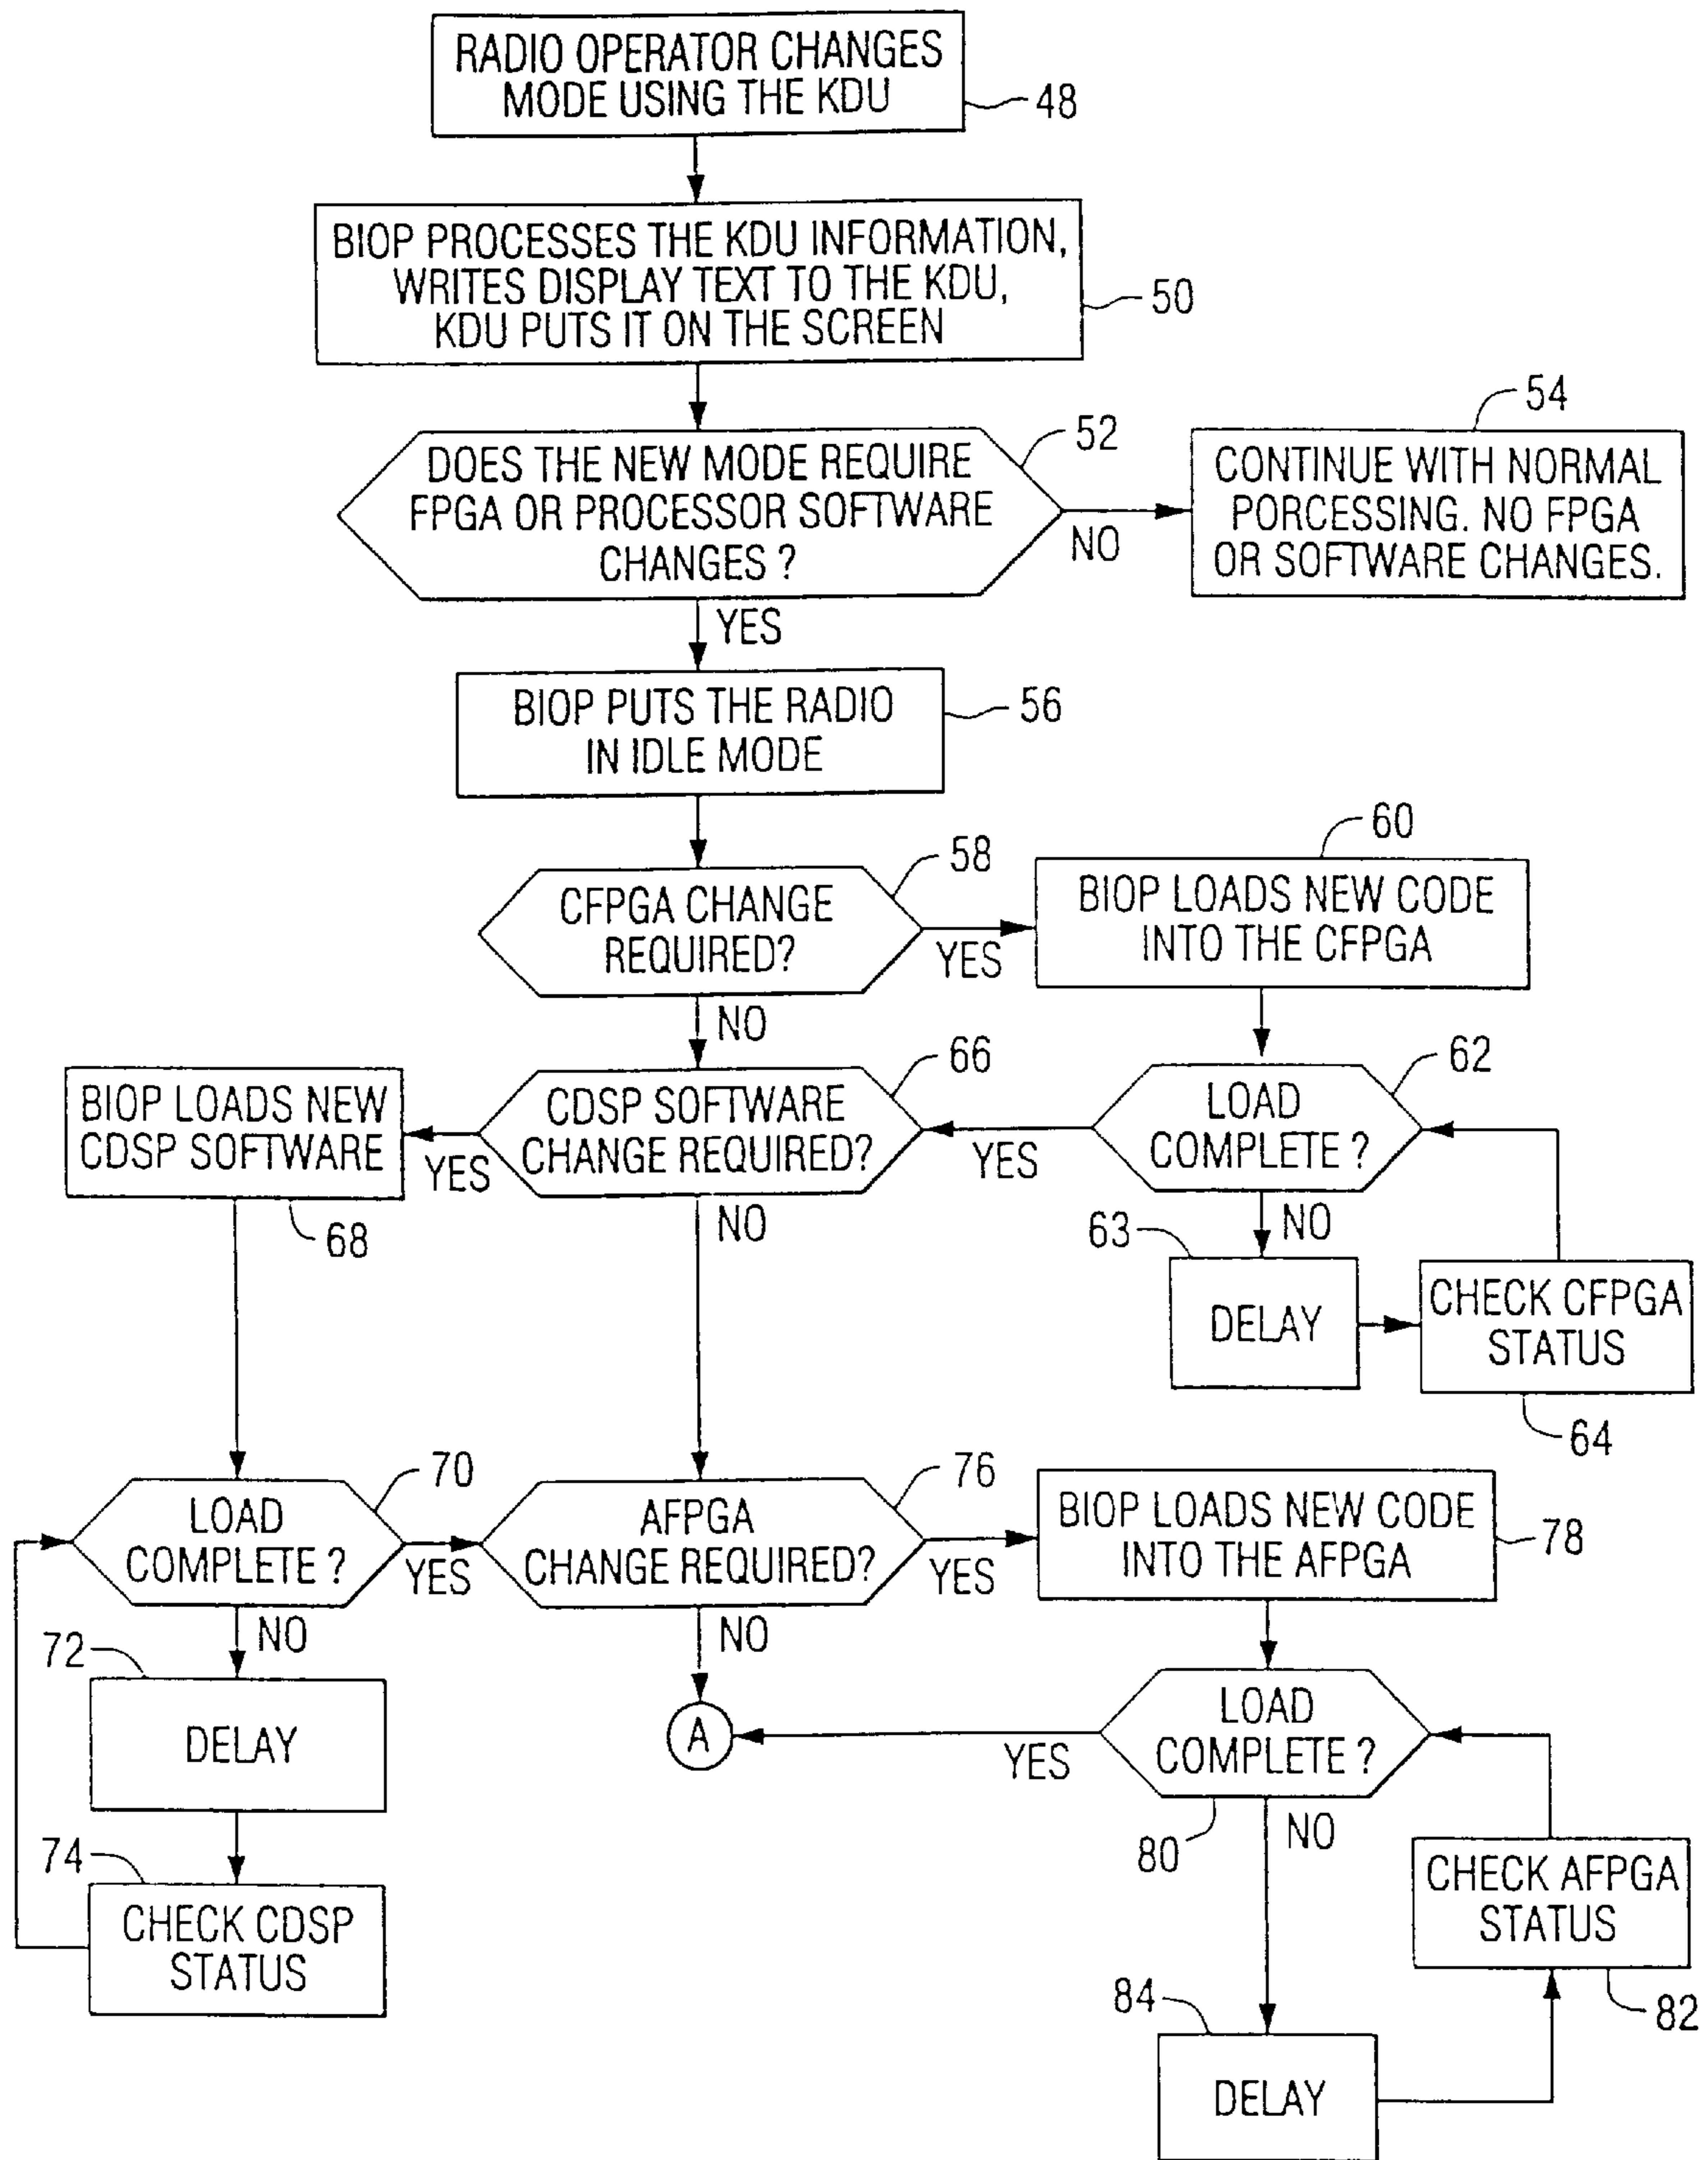 RADIO OPERATOR CHANGES
MODE USING THE KDU
48
BIOP PROCESSES THE KDU INFORMATION,
WRITES DISPLAY TEXT TO THE KDU,
KDU PUTS IT ON THE SCREEN
50
DOES THE NEW MODE REQUIRE
FPGA OR PROCESSOR SOFTWARE
CHANGES ?
52
NO
54
CONTINUE WITH NORMAL
PORCESSING. NO FPGA
OR SOFTWARE CHANGES.
YES
BIOP PUTS THE RADIO
IN IDLE MODE
56
CFPGA CHANGE
REQUIRED?
58
YES
60
BIOP LOADS NEW CODE
INTO THE CFPGA
NO
BIOP LOADS NEW
CDSP SOFTWARE
68
YES
CDSP SOFTWARE
CHANGE REQUIRED?
66
YES
LOAD
COMPLETE ?
62
NO
NO
63
DELAY
CHECK CFPGA
STATUS
64
LOAD
COMPLETE ?
70
YES
AFPGA
CHANGE REQUIRED?
76
YES
BIOP LOADS NEW CODE
INTO THE AFPGA
78
NO
72
DELAY
NO
A
YES
LOAD
COMPLETE ?
80
NO
74
CHECK CDSP
STATUS
CHECK AFPGA
STATUS
82
84
DELAY